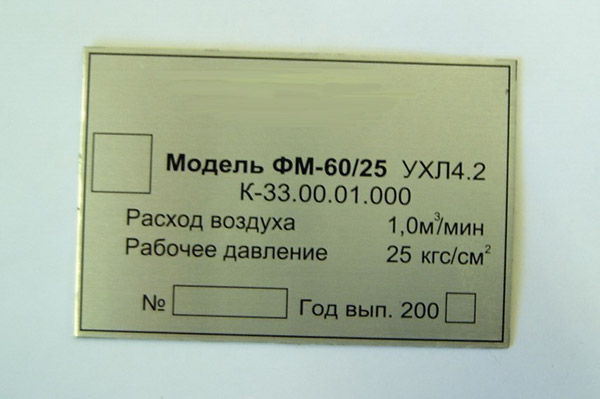 Модель ФМ-60/25 УХЛ4.2
К-33.00.01.000
Расход воздуха 1,0м³/мин
Рабочее давление 25 кгс/см²
№ Год вып. 200